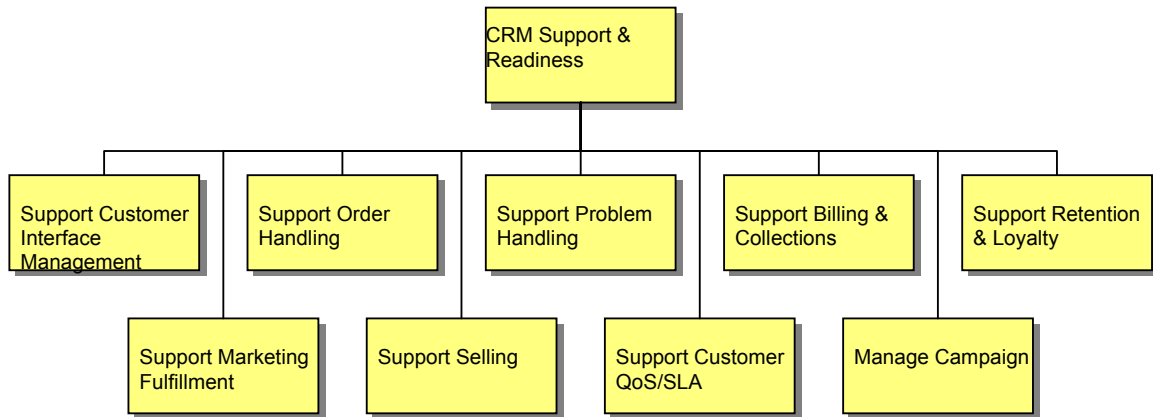 CRM Support &
Readiness
Support Customer
Interface
Management
Support Order
Handling
Support Problem
Handling
Support Billing &
Collections
Support Retention
& Loyalty
Support Marketing
Fulfillment
Support Selling
Support Customer
QoS/SLA
Manage Campaign